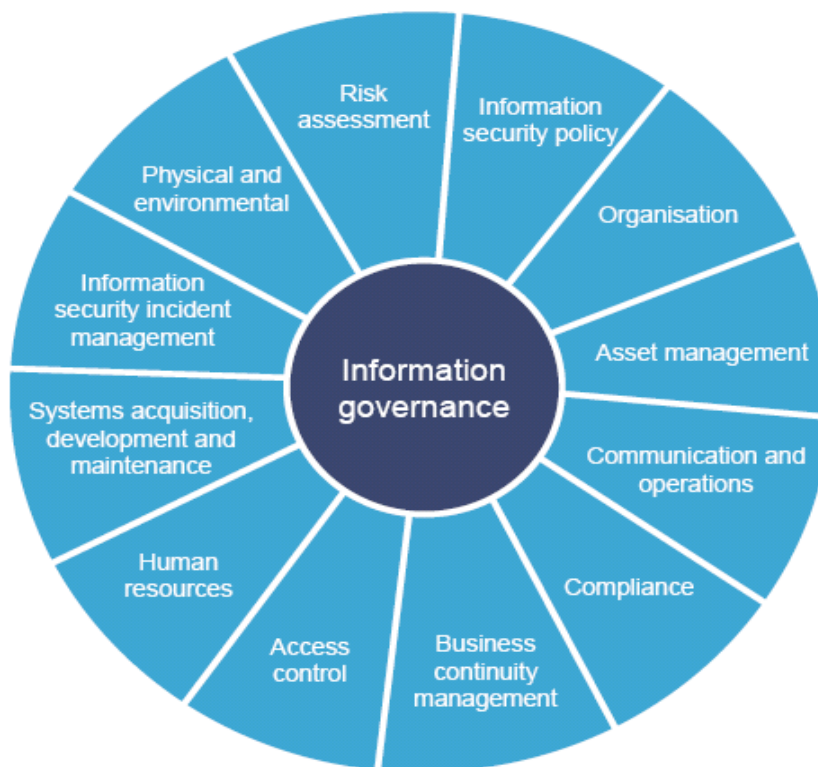 Risk
assessment
Information
security policy
Organisation
Asset management
Communication and
operations
Compliance
Business
continuity
management
Access
control
Human
resources
Systems acquisition,
development and
maintenance
Information
security incident
management
Physical and
environmental
Information
governance